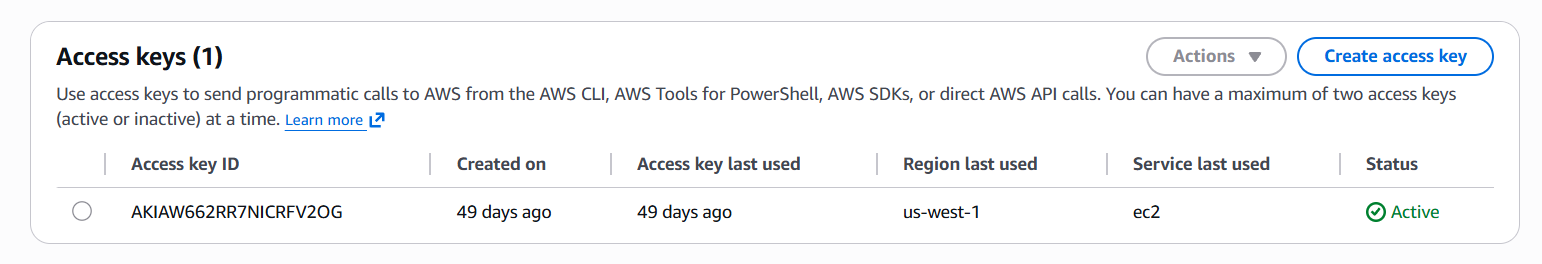 Access keys (1)
Actions
Create access key
Use access keys to send programmatic calls to AWS from the AWS CLI, AWS Tools for PowerShell, AWS SDKs, or direct AWS API calls. You can have a maximum of two access keys
(active or inactive) at a time. Learn more
Access key ID Created on Access key last used Region last used Service last used Status
AKIAW662RR7NICRFV2OG 49 days ago 49 days ago us-west-1 ec2 Active